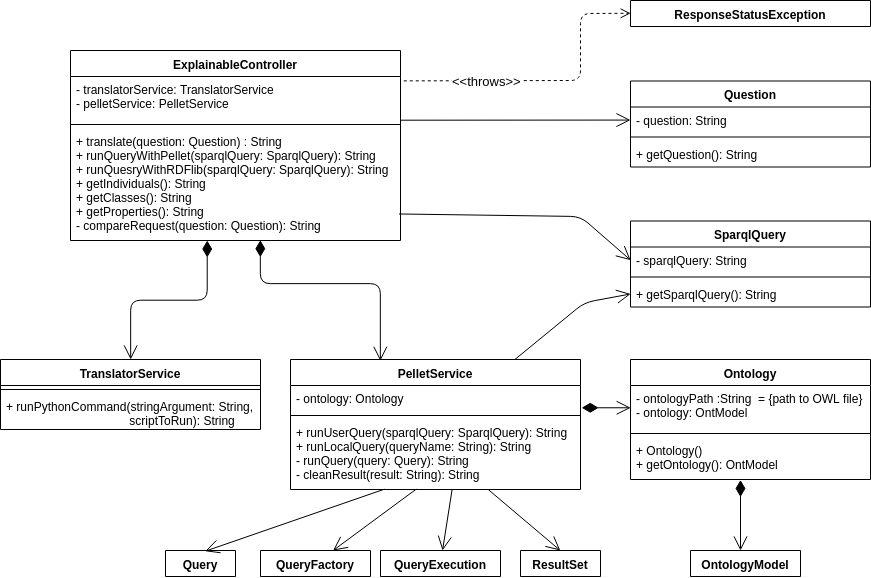 ResponseStatusException
ExplainableController
- translatorService: TranslatorService
- pelletService: PelletService
+ translate(question: Question) : String
+ runQueryWithPellet(sparqlQuery: SparqlQuery): String
+ runQuesryWithRDFlib(sparqlQuery: SparqlQuery): String
+ getIndividuals(): String
+ getClasses(): String
+ getProperties(): String
- compareRequest(question: Question): String
<<throws>>
Question
- question: String
+ getQuestion(): String
SparqlQuery
- sparqlQuery: String
+ getSparqlQuery(): String
TranslatorService
+ runPythonCommand(stringArgument: String,
scriptToRun): String
PelletService
- ontology: Ontology
+ runUserQuery(sparqlQuery: SparqlQuery): String
+ runLocalQuery(queryName: String): String
- runQuery(query: Query): String
- cleanResult(result: String): String
Ontology
- ontologyPath :String = {path to OWL file}
- ontology: OntModel
+ Ontology()
+ getOntology(): OntModel
Query
QueryFactory
QueryExecution
ResultSet
OntologyModel